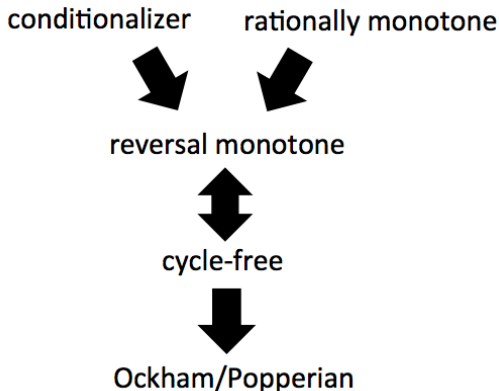 conditionalizer
rationally monotone
reversal monotone
cycle-free
Ockham/Popperian